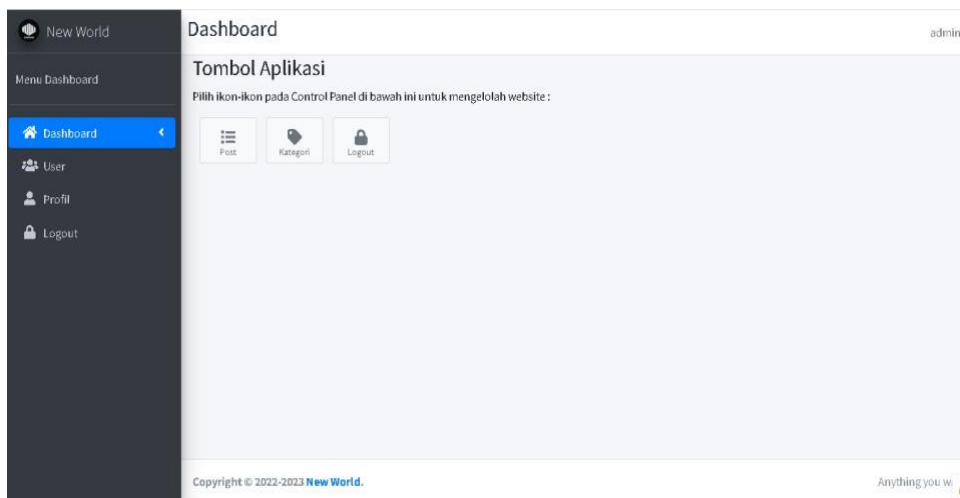 New World
Dashboard
admin
Menu Dashboard
Tombol Aplikasi
Pilih ikon-ikon pada Control Panel di bawah ini untuk mengelolah website :
Dashboard
Post
Kategori
Logout
User
Profil
Logout
Copyright © 2022-2023 New World.
Anything you